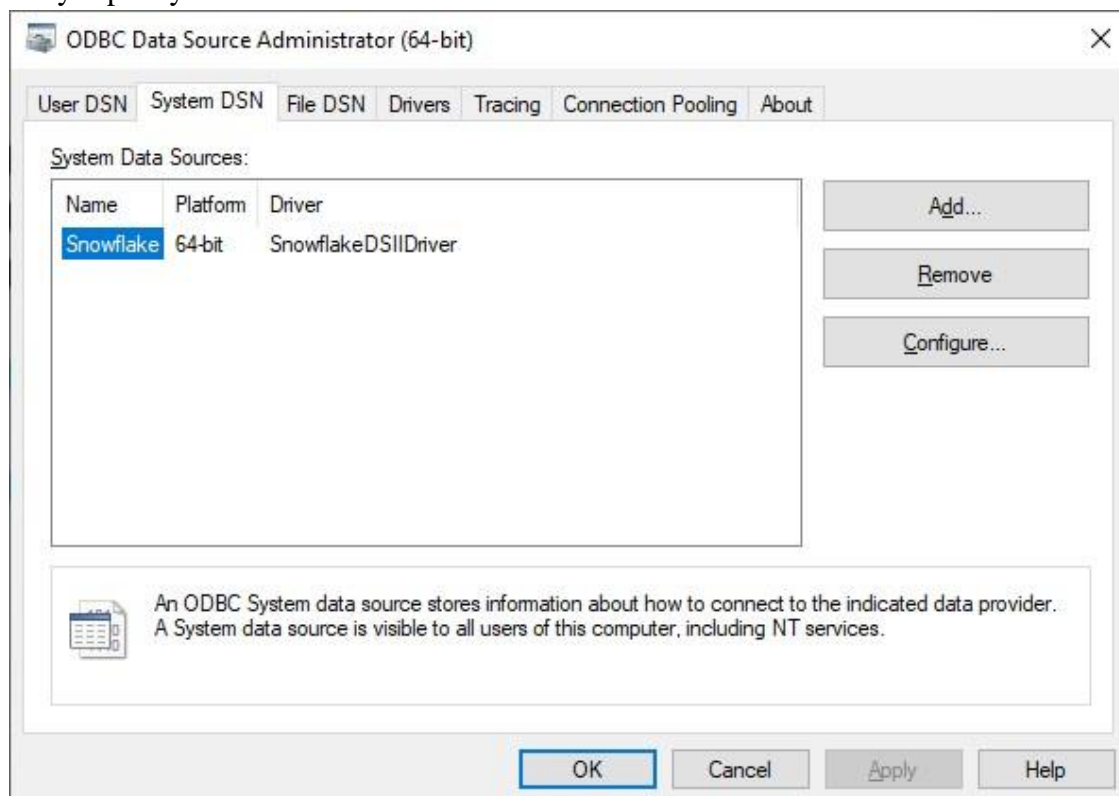 ODBC Data Source Administrator (64-bit)
User DSN System DSN File DSN Drivers Tracing Connection Pooling About
System Data Sources:
Name Platform Driver
Snowflake 64-bit SnowflakeDSIIDriver
Add...
Remove
Configure...
An ODBC System data source stores information about how to connect to the indicated data provider.
A System data source is visible to all users of this computer, including NT services.
OK Cancel Apply Help